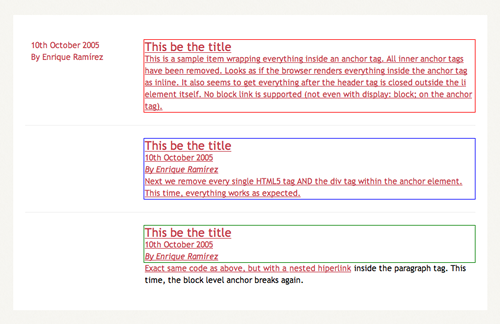 10th October 2005
By Enrique Ramirez
This be the title
This is a sample item wrapping everything inside an anchor tag. All inner anchor tags
have been removed. Looks as if the browser renders everything inside the anchor tag
as inline. It also seems to get everything after the header tag is closed outside the li
element itself. No block link is supported (not even with display: block; on the anchor
tag).
This be the title
10th October 2005
By Enrique Ramirez
Next we remove every single HTML5 tag AND the div tag within the anchor element.
This time, everything works as expected.
This be the title
10th October 2005
By Enrique Ramirez
Exact same code as above, but with a nested hiperlink inside the paragraph tag. This
time, the block level anchor breaks again.